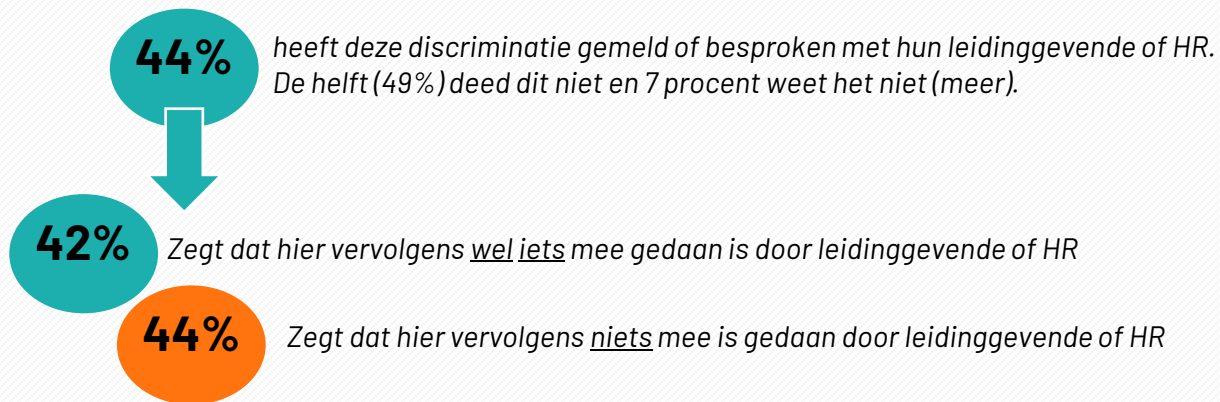 44%
heeft deze discriminatie gemeld of besproken met hun leidinggevende of HR.
De helft (49%) deed dit niet en 7 procent weet het niet (meer).
42%
Zegt dat hier vervolgens wel iets mee gedaan is door leidinggevende of HR
44%
Zegt dat hier vervolgens niets mee is gedaan door leidinggevende of HR